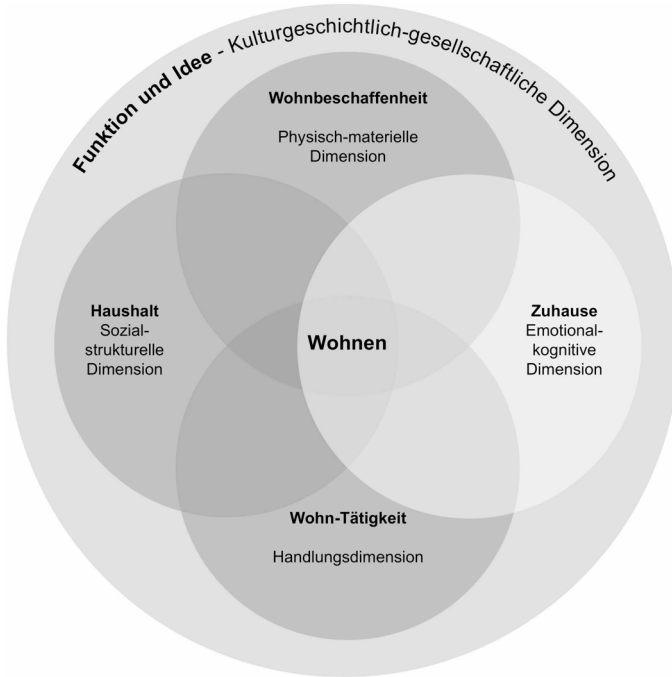 Funktion und Idee - Kulturgeschichtlich-gesellschaftliche Dimension
Wohnbeschaffenheit
Physisch-materielle
Dimension
Haushalt
Sozial-
strukturelle
Dimension
Wohnen
Zuhause
Emotional-
kognitive
Dimension
Wohn-Tätigkeit
Handlungsdimension